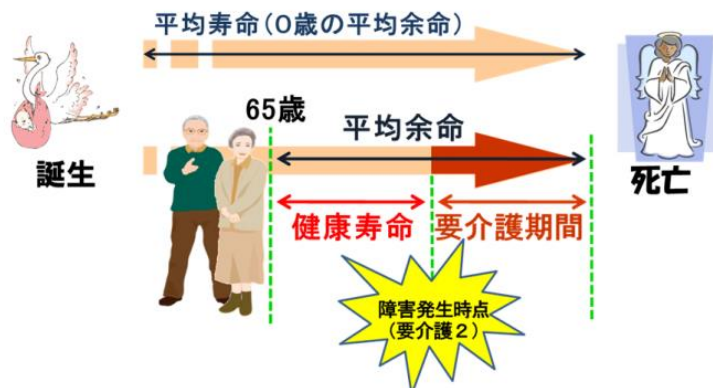 平均寿命(0歳の平均余命)
65歳
平均余命
誕生
死亡
健康寿命
要介護期間
障害発生時点
(要介護2)